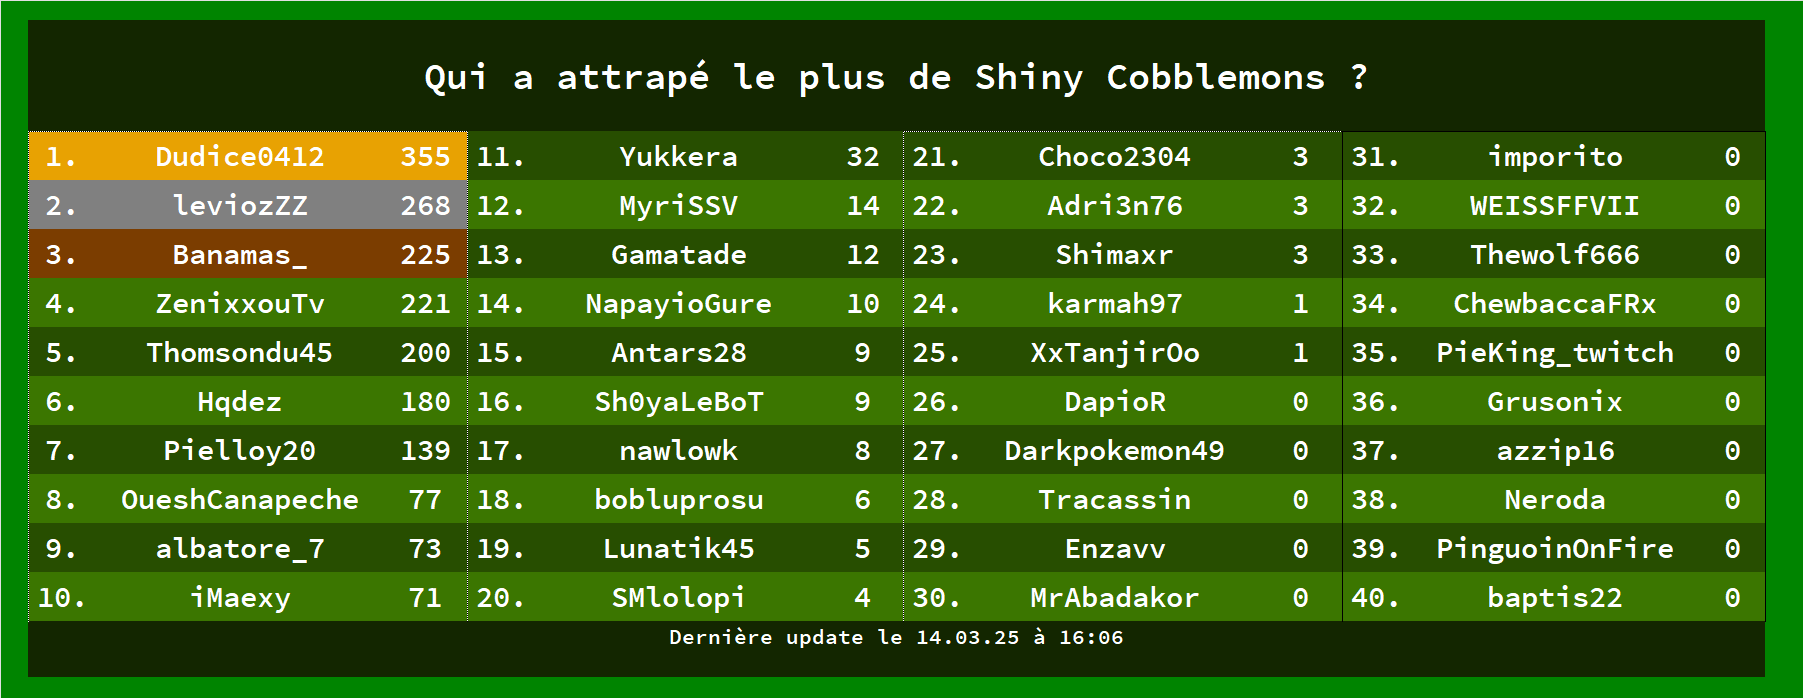 Qui a attrapé le plus de Shiny Cobblemons ?
1. Dudice0412 355 11. Yukkera 32 21. Choco2304 3 31. imporito 0
2. leviozZZ 268 12. MyriSSV 14 22. Adri3n76 3 32. WEISSFFVII 0
3. Banamas_ 225 13. Gamatade 12 23. Shimaxr 3 33. Thewolf666 0
4. ZenixxouTv 221 14. NapayioGure 10 24. karmah97 1 34. ChewbaccaFRx 0
5. Thomsondu45 200 15. Antars28 9 25. XxTanjirOo 1 35. PieKing_twitch 0
6. Hqdez 180 16. Sh0yaLeBoT 9 26. DapioR 0 36. Grusonix 0
7. Pielloy20 139 17. nawlowk 8 27. Darkpokemon49 0 37. azzip16 0
8. OueshCanapeche 77 18. bobluprosu 6 28. Tracassin 0 38. Neroda 0
9. albatore_7 73 19. Lunatik45 5 29. Enzavv 0 39. PinguoinOnFire 0
10. iMaexy 71 20. SMlolopi 4 30. MrAbadakor 0 40. baptis22 0
Dernière update le 14.03.25 à 16:06